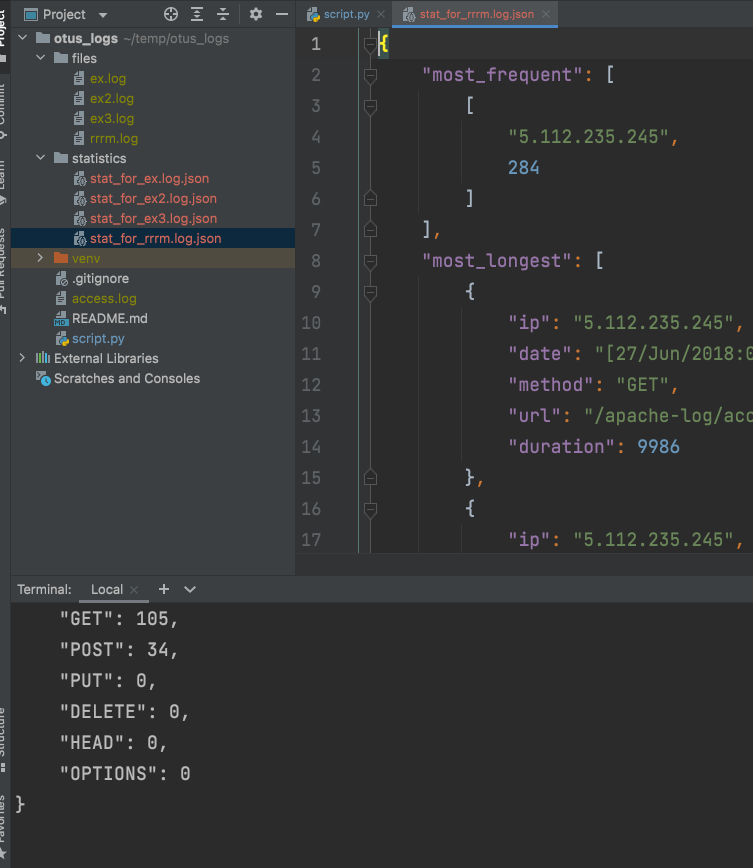 Project
script.py
stat_for_rrrm.log.json
Project
Commit
Learn
Pull Requests
Structure
Favorites
otus_logs ~/temp/otus_logs
files
ex.log
ex2.log
ex3.log
rrrm.log
statistics
stat_for_ex.log.json
stat_for_ex2.log.json
stat_for_ex3.log.json
stat_for_rrrm.log.json
venv
.gitignore
access.log
MD README.md
script.py
External Libraries
Scratches and Consoles
1 {
2 "most_frequent": [
3 [
4 "5.112.235.245",
5 284
6 ]
7 ],
8 "most_longest": [
9 {
10 "ip": "5.112.235.245",
11 "date": "[27/Jun/2018:0
12 "method": "GET",
13 "url": "/apache-log/acc
14 "duration": 9986
15 },
16 {
17 "ip": "5.112.235.245",
Terminal: Local
"GET": 105,
"POST": 34,
"PUT": 0,
"DELETE": 0,
"HEAD": 0,
"OPTIONS": 0
}